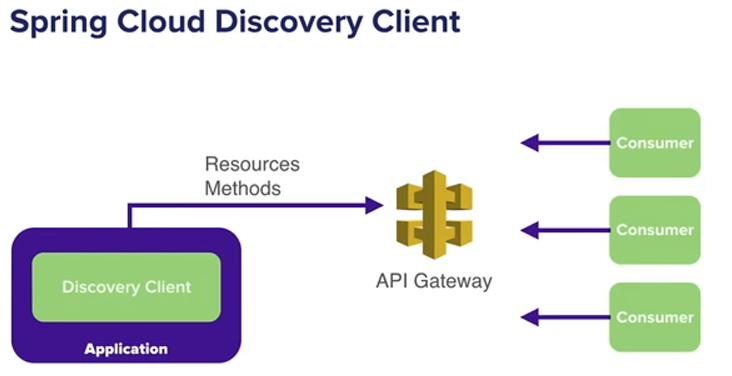 Spring Cloud Discovery Client
Resources
Methods
Consumer
Consumer
Consumer
API Gateway
Discovery Client
Application